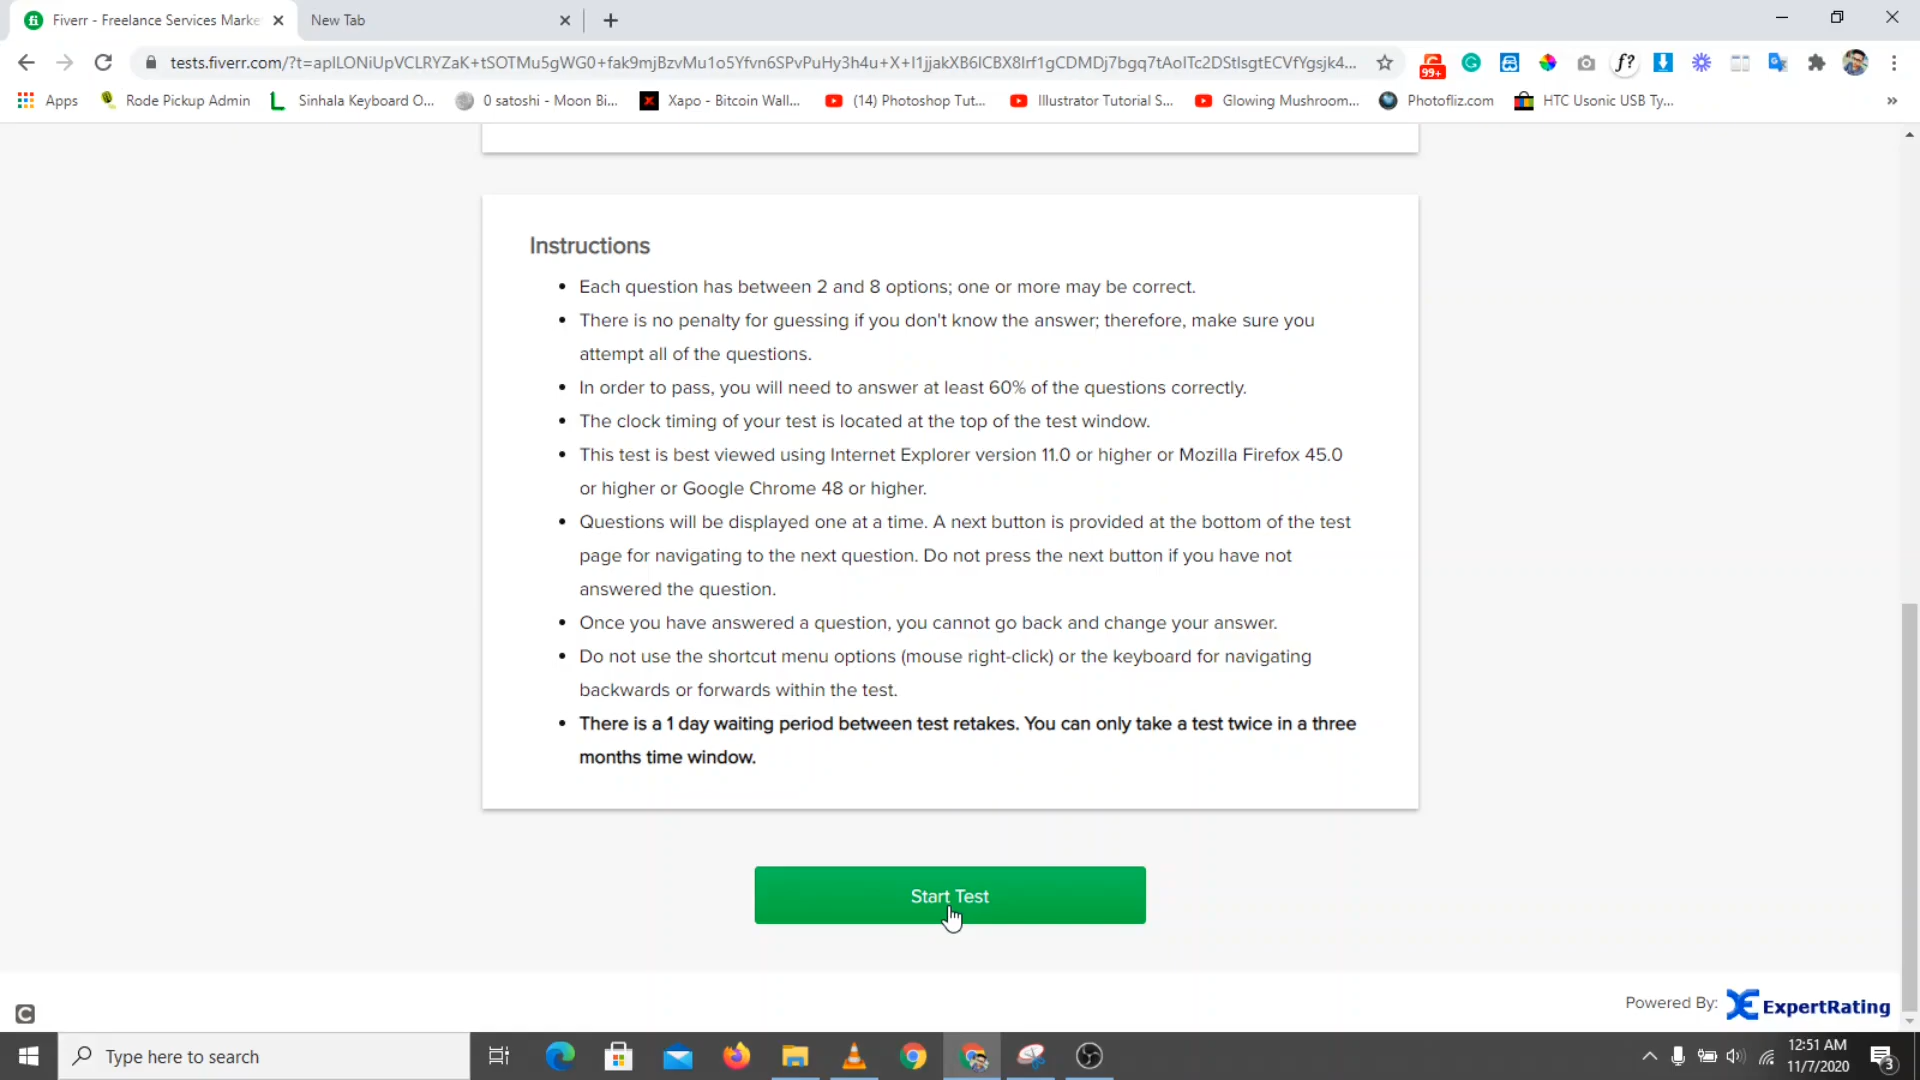 Fiverr - Freelance Services Marke
New Tab
tests.fiverr.com/?t=
99+
f?
Apps
Rode Pickup Admin
Sinhala Keyboard O...
0 satoshi - Moon Bi...
Xapo - Bitcoin Wall...
(14) Photoshop Tut...
Illustrator Tutorial S...
Glowing Mushroom...
Photofliz.com
HTC Usonic USB Ty...
»
Instructions
• Each question has between 2 and 8 options; one or more may be correct.
• There is no penalty for guessing if you don't know the answer; therefore, make sure you
attempt all of the questions.
• In order to pass, you will need to answer at least 60% of the questions correctly.
• The clock timing of your test is located at the top of the test window.
• This test is best viewed using Internet Explorer version 11.0 or higher or Mozilla Firefox 45.0
or higher or Google Chrome 48 or higher.
• Questions will be displayed one at a time. A next button is provided at the bottom of the test
page for navigating to the next question. Do not press the next button if you have not
answered the question.
• Once you have answered a question, you cannot go back and change your answer.
• Do not use the shortcut menu options (mouse right-click) or the keyboard for navigating
backwards or forwards within the test.
• There is a 1 day waiting period between test retakes. You can only take a test twice in a three
months time window.
Start Test
C
Powered By:
ExpertRating
Type here to search
12:51 AM
11/7/2020
3